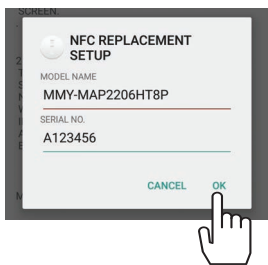 SCREEN.
NFC REPLACEMENT
SETUP
MODEL NAME
MMY-MAP2206HT8P
SERIAL NO.
A123456
CANCEL OK